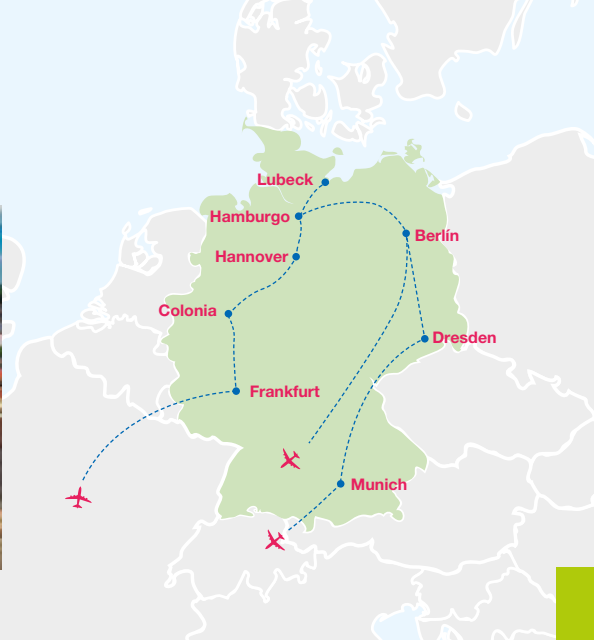 Lubeck
Hamburgo
Berlín
Hannover
Colonia
Dresden
Frankfurt
Munich